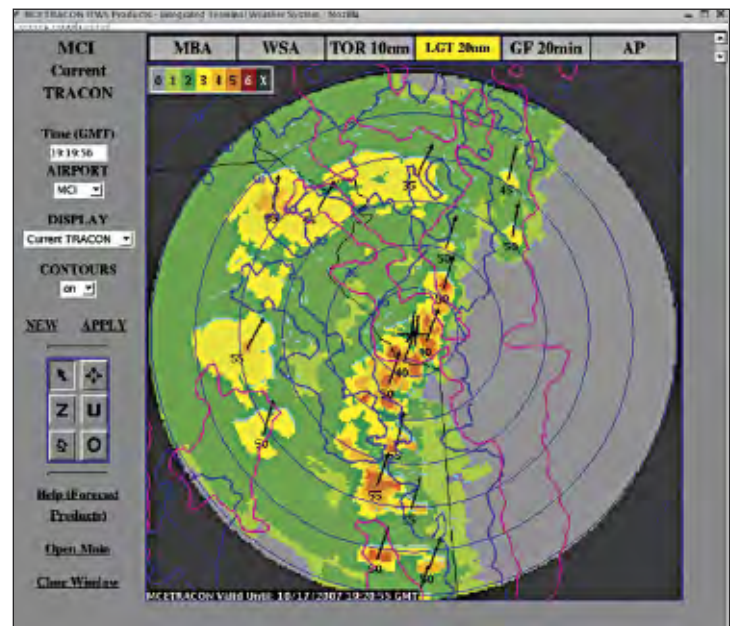 MCI TRACON ITWS Products - Integrated Terminal Weather System / Mozilla
MCI
Current
TRACON
MBA WSA TOR 10nm LGT 20nm GF 20min AP
0 1 2 3 4 5 6 X
Time (GMT)
19:19:56
AIRPORT
MCI
DISPLAY
Current TRACON
CONTOURS
on
NEW APPLY
Z U
Help (Forecast
Products)
Open Main
Close Window
35
45
50
50
50
40
40
50
55
50
55
55
50
50
MCETRACON Valid Until: 10/17/2007 19:20:55 GMT